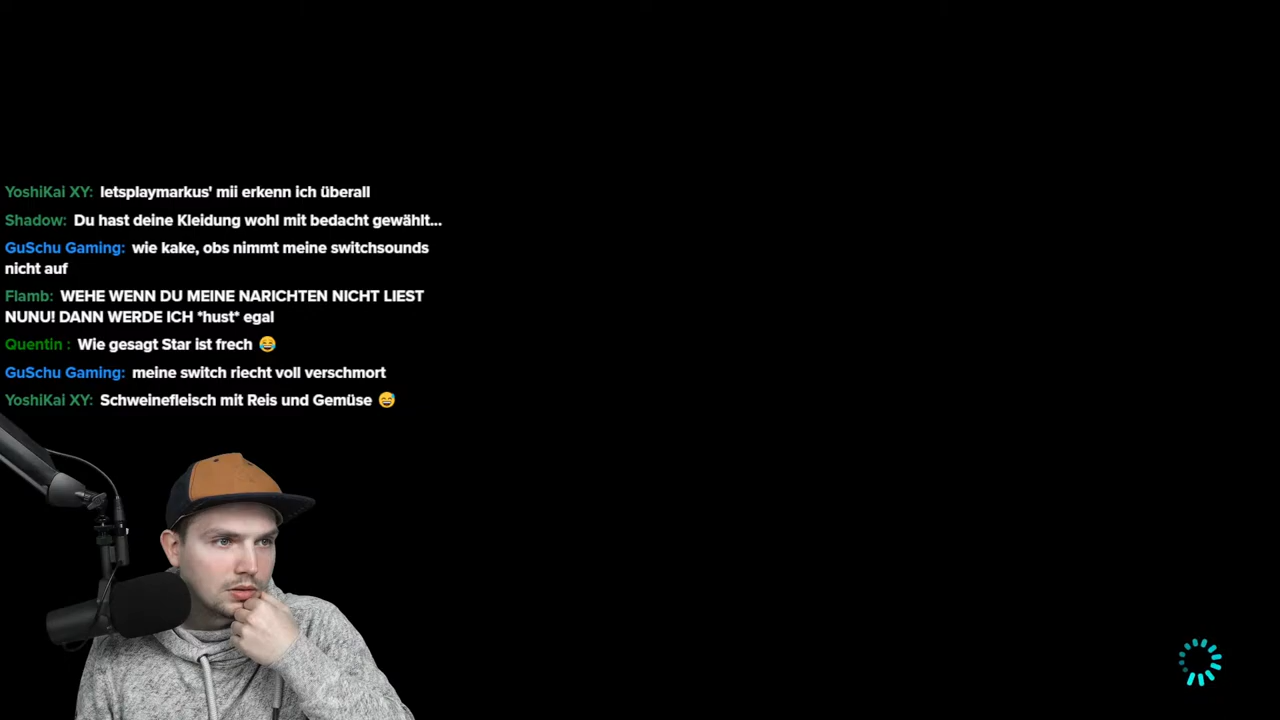 YoshiKai XY: letsplaymarkus' mii erkenn ich überall
Shadow: Du hast deine Kleidung wohl mit bedacht gewählt...
GuSchu Gaming: wie kake, obs nimmt meine switchsounds
nicht auf
Flamb: WEHE WENN DU MEINE NARICHTEN NICHT LIEST
NUNU! DANN WERDE ICH *hust* egal
Quentin : Wie gesagt Star ist frech 😂
GuSchu Gaming: meine switch riecht voll verschmort
YoshiKai XY: Schweinefleisch mit Reis und Gemüse 😅